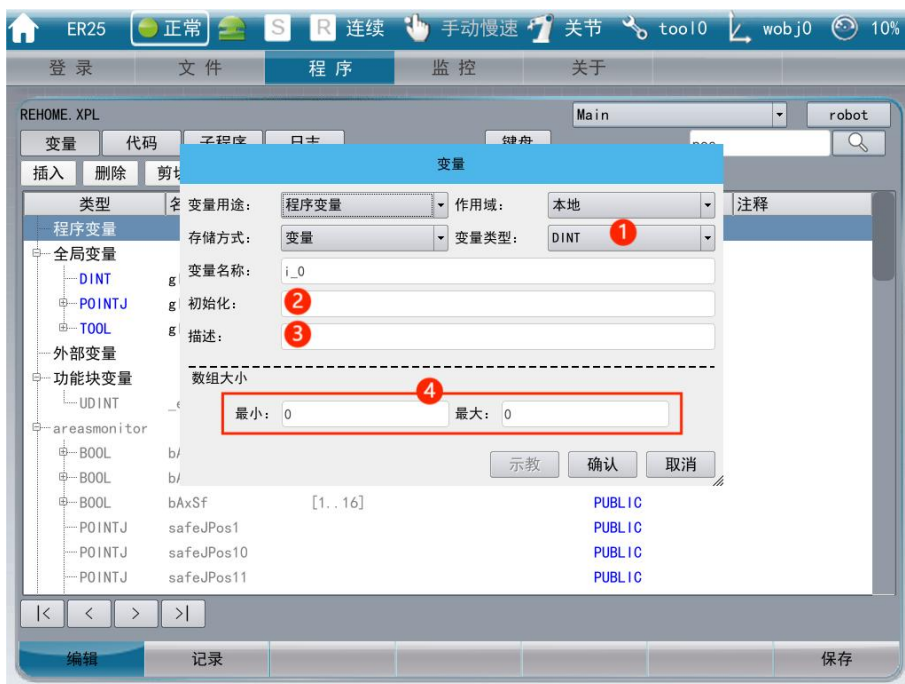 ER25 正常 S R 连续 手动慢速 关节 tool0 wobj0 10%
登录 文件 程序 监控 关于
REHOME.XPL Main robot
变量 代码 子程序 日志 键盘
插入 删除 剪切
变量
类型 注释
变量用途: 程序变量 作用域: 本地
存储方式: 变量 变量类型: DINT 1
变量名称: i_0
初始化: 2
描述: 3
数组大小
4
最小: 0 最大: 0
示教 确认 取消
程序变量
全局变量
DINT g
POINTJ g
TOOL g
外部变量
功能块变量
UDINT
areasmonitor
BOOL
BOOL
BOOL bAxSf [1..16] PUBLIC
POINTJ safeJPos1 PUBLIC
POINTJ safeJPos10 PUBLIC
POINTJ safeJPos11 PUBLIC
|< < > >|
编辑 记录 保存